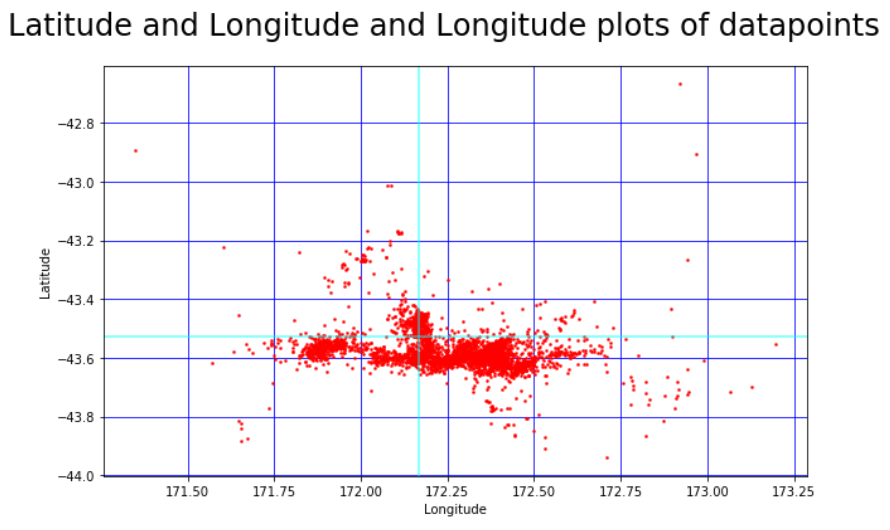 Latitude and Longitude and Longitude plots of datapoints
−42.8
−43.0
−43.2
−43.4
−43.6
−43.8
−44.0
Latitude
171.50 171.75 172.00 172.25 172.50 172.75 173.00 173.25
Longitude